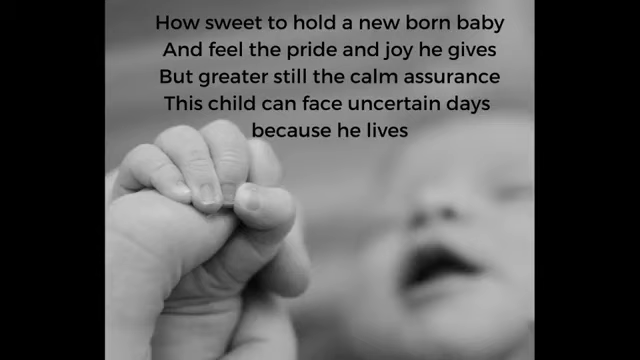 How sweet to hold a new born baby
And feel the pride and joy he gives
But greater still the calm assurance
This child can face uncertain days
because he lives